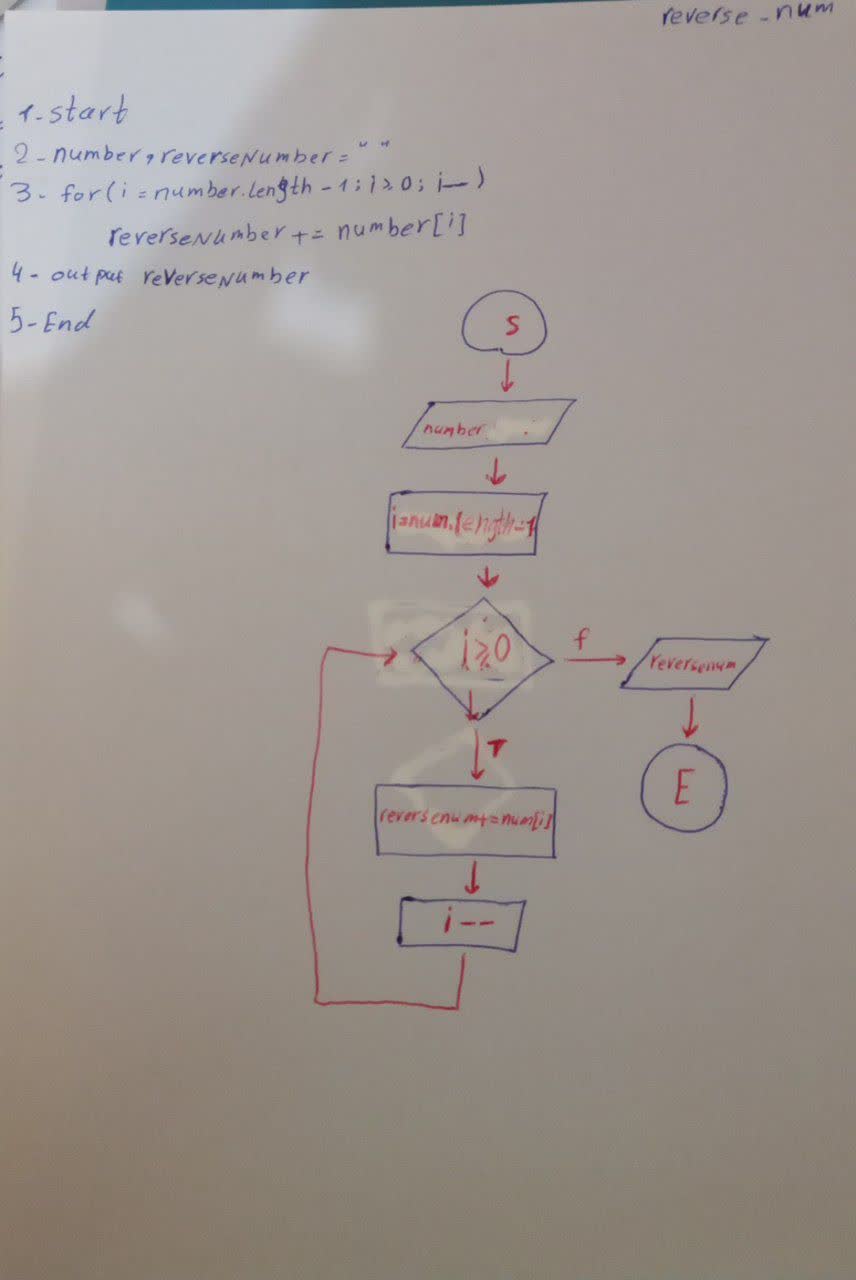 reverse_num
1-start
2-number,reverseNumber=" "
3- for(i=number.length-1;i≥0;i--)
reverseNumber+=number[i]
4-output reverseNumber
5-End
S
number
i=num.length=1
i≥0
f
reversenum
T
E
reversenum+=num[i]
i--